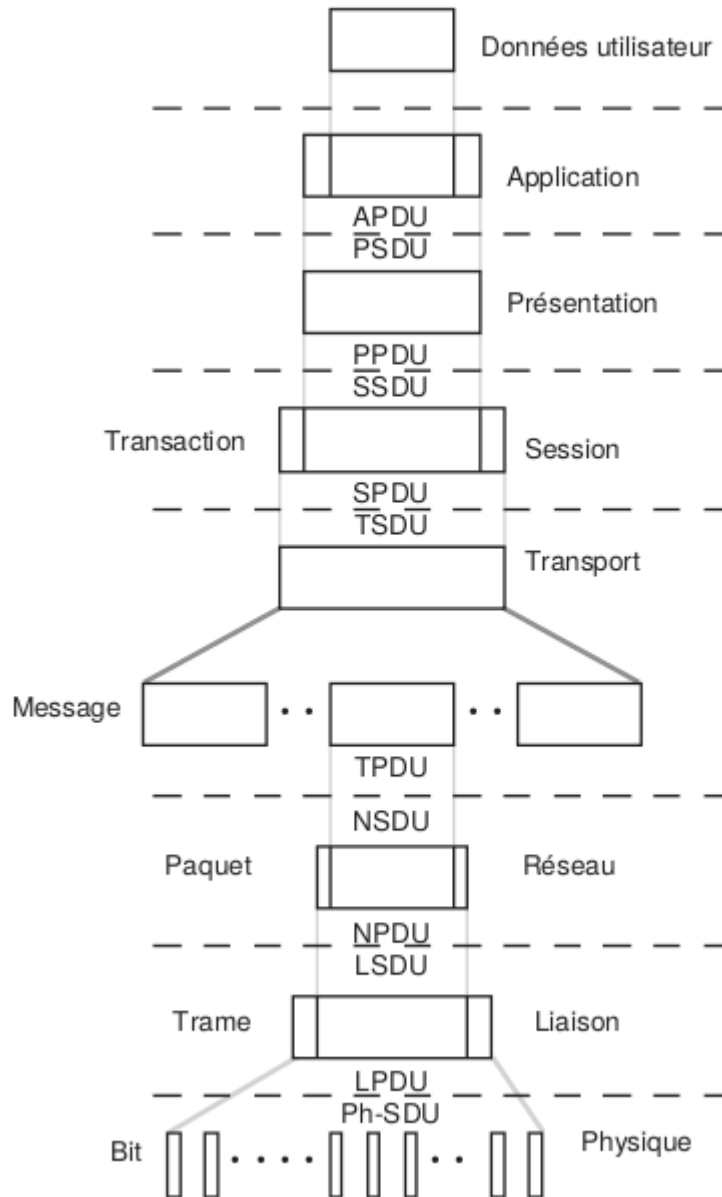 Données utilisateur
Application
APDU
PSDU
Présentation
PPDU
SSDU
Transaction
Session
SPDU
TSDU
Transport
Message
TPDU
NSDU
Paquet
Réseau
NPDU
LSDU
Trame
Liaison
LPDU
Ph-SDU
Bit
Physique